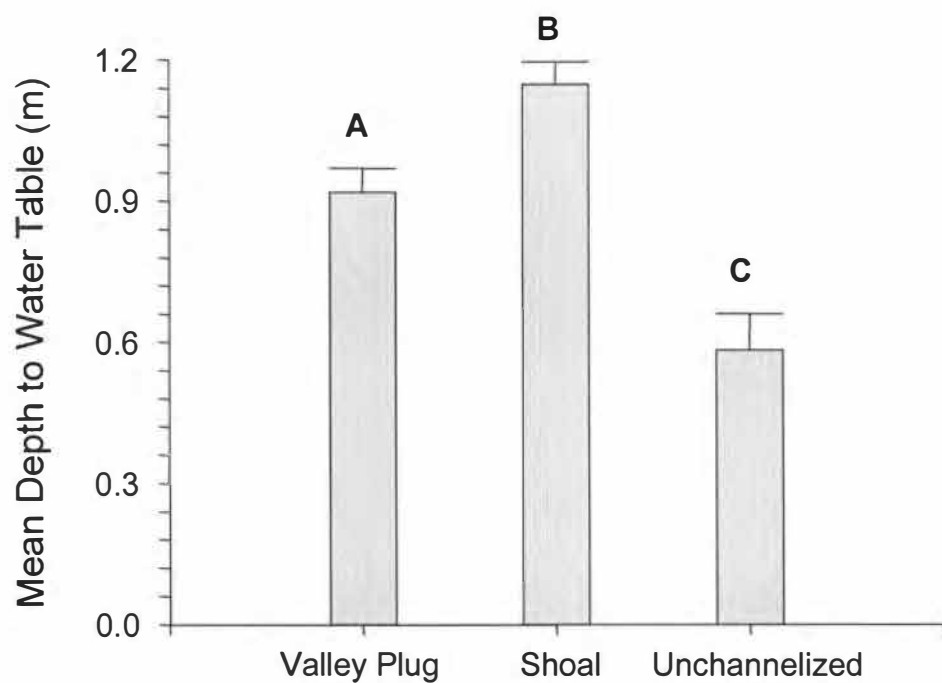 B
1.2
A
0.9
C
0.6
0.3
0.0
Mean Depth to Water Table (m)
Valley Plug Shoal Unchannelized